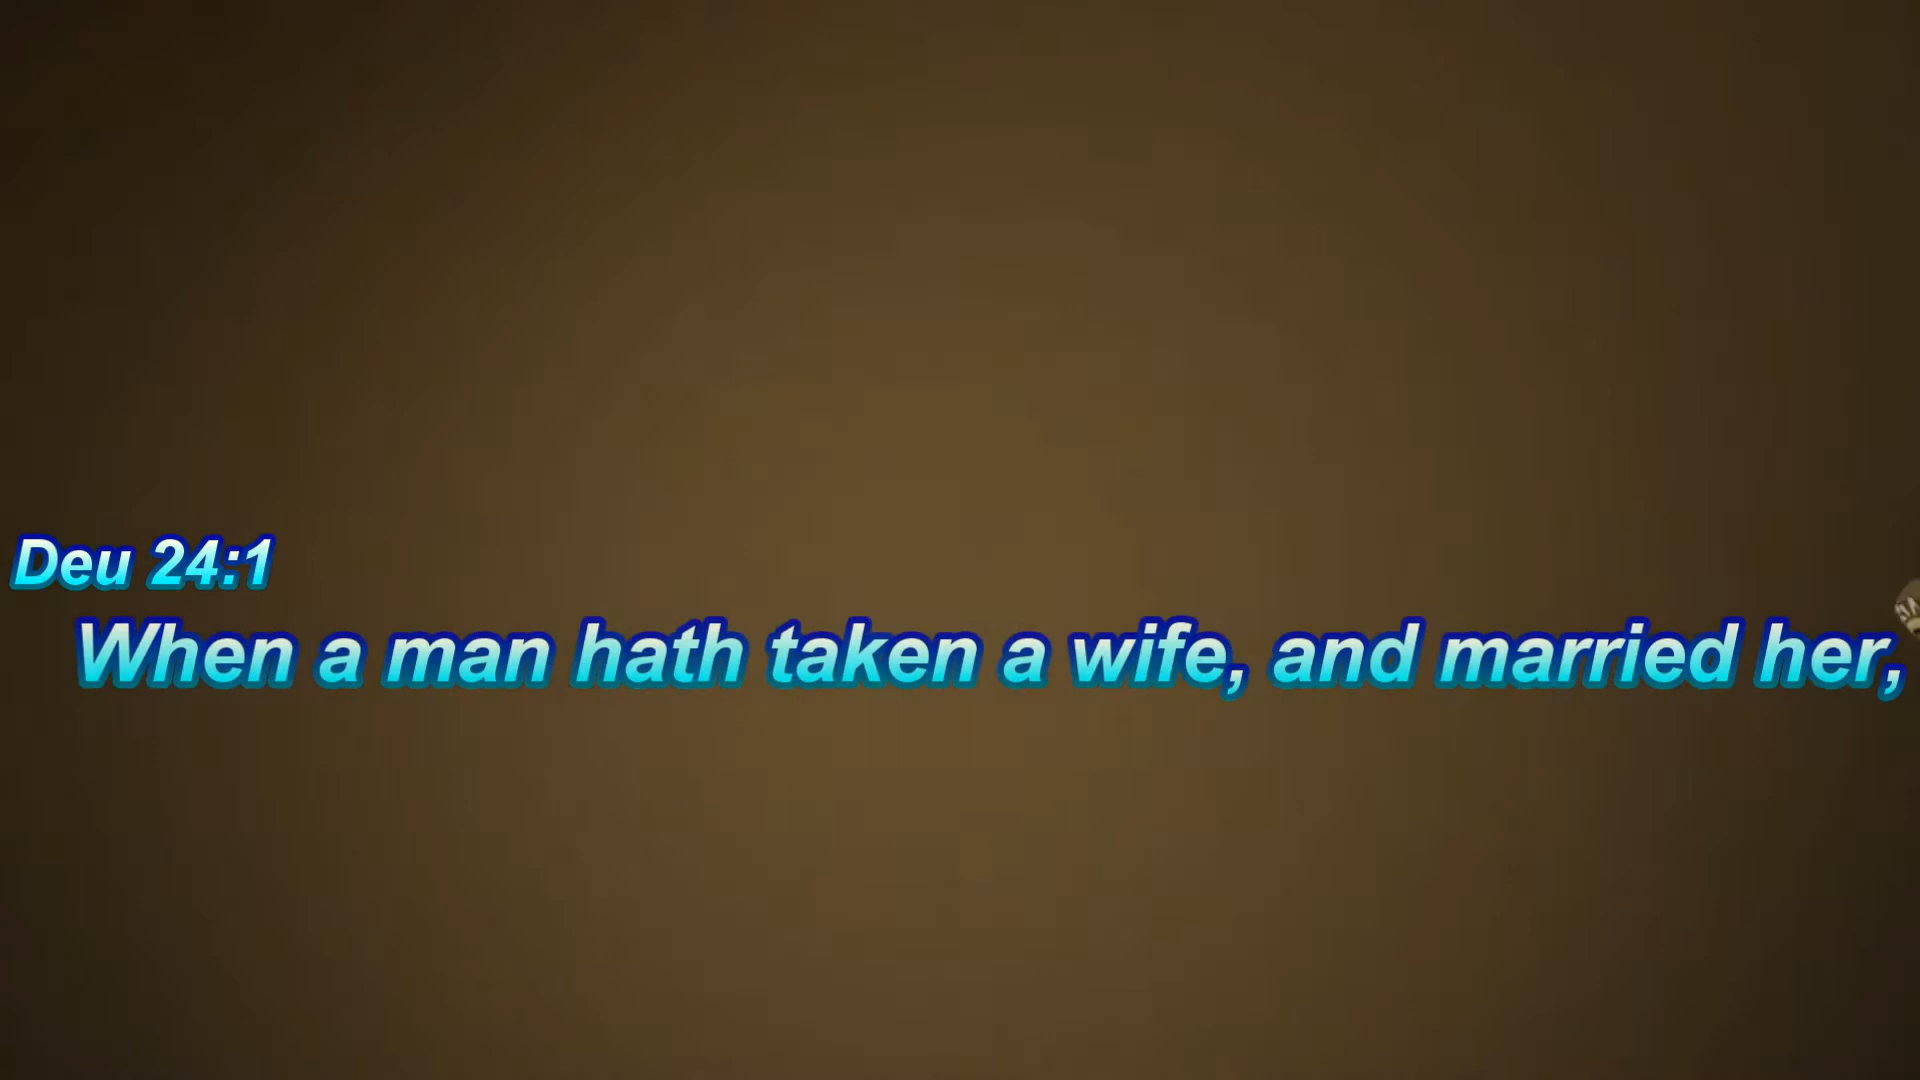 Deu 24:1
When a man hath taken a wife, and married her,